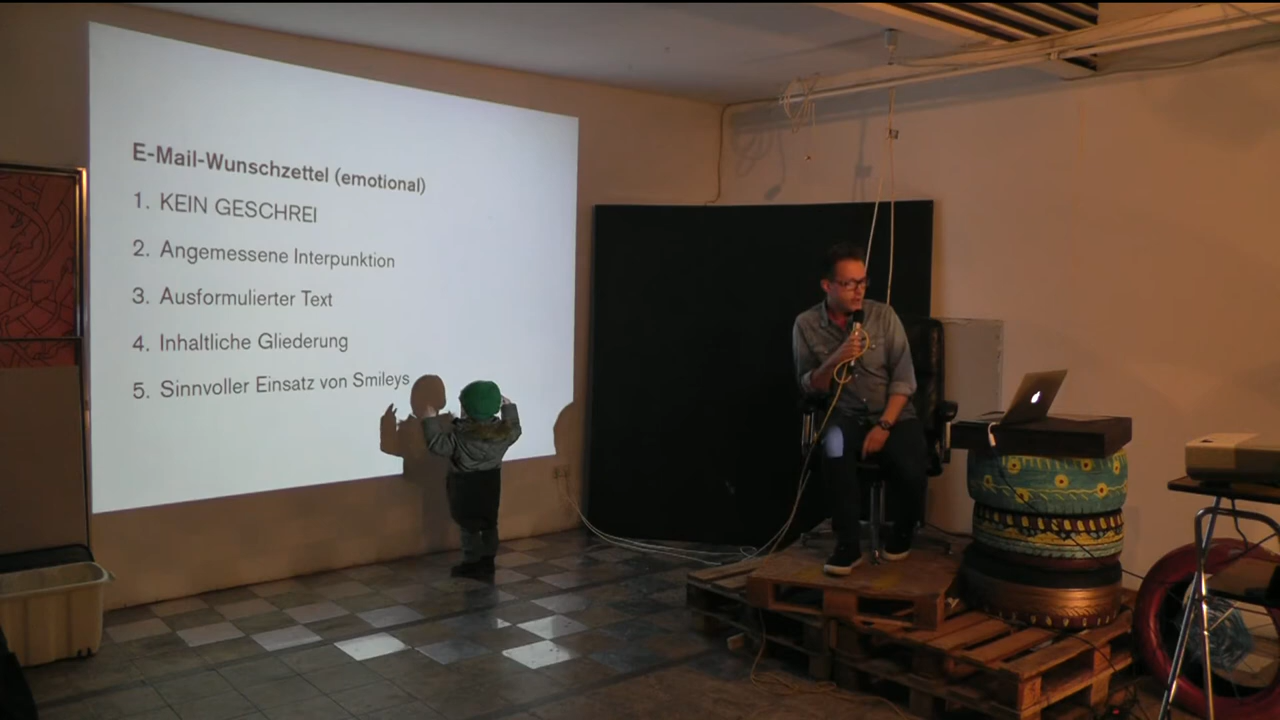 E-Mail-Wunschzettel (emotional)
1. KEIN GESCHREI
2. Angemessene Interpunktion
3. Ausformulierter Text
4. Inhaltliche Gliederung
5. Sinnvoller Einsatz von Smileys